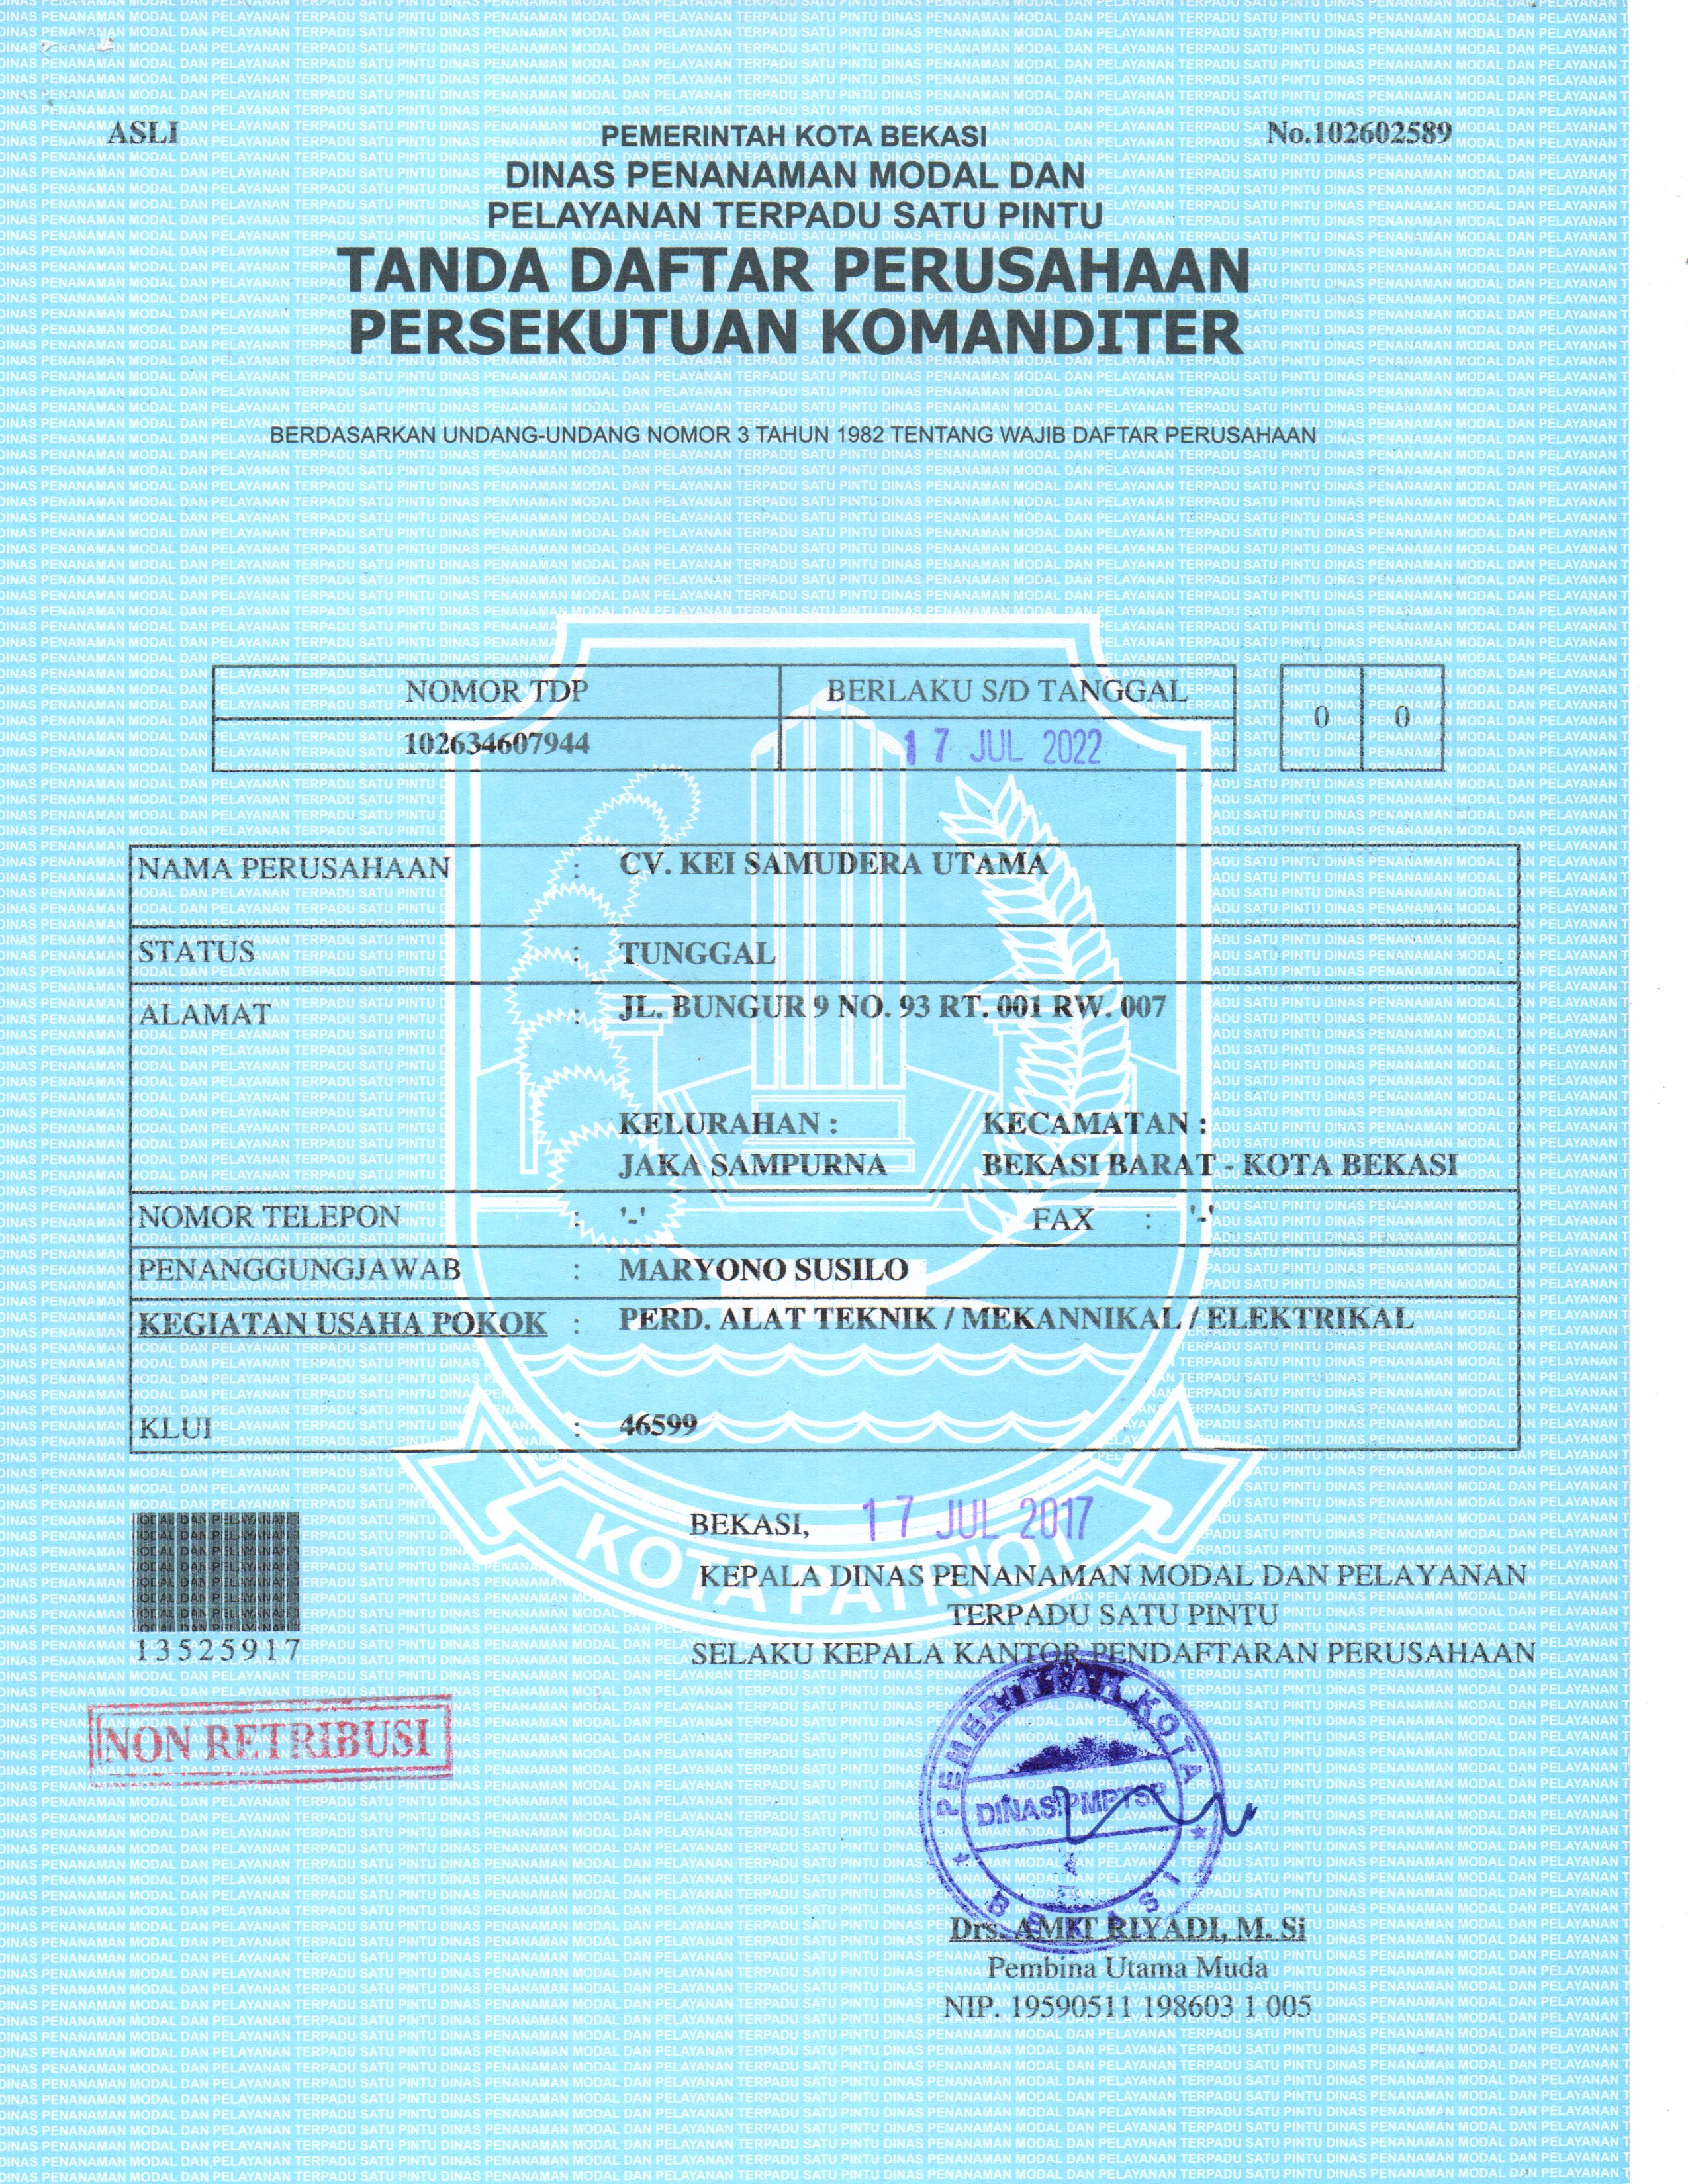 ASLI
No.102602589
PEMERINTAH KOTA BEKASI
DINAS PENANAMAN MODAL DAN
PELAYANAN TERPADU SATU PINTU
TANDA DAFTAR PERUSAHAAN
PERSEKUTUAN KOMANDITER
BERDASARKAN UNDANG-UNDANG NOMOR 3 TAHUN 1982 TENTANG WAJIB DAFTAR PERUSAHAAN
NOMOR TDP BERLAKU S/D TANGGAL 0 0
102634607944 17 JUL 2022
NAMA PERUSAHAAN : CV. KEI SAMUDERA UTAMA
STATUS : TUNGGAL
ALAMAT : JL. BUNGUR 9 NO. 93 RT. 001 RW. 007
KELURAHAN : KECAMATAN :
JAKA SAMPURNA BEKASI BARAT - KOTA BEKASI
NOMOR TELEPON : '-' FAX : '-'
PENANGGUNGJAWAB : MARYONO SUSILO
KEGIATAN USAHA POKOK : PERD. ALAT TEKNIK / MEKANNIKAL / ELEKTRIKAL
KLUI : 46599
KOTA PATRIOT
BEKASI, 17 JUL 2017
KEPALA DINAS PENANAMAN MODAL DAN PELAYANAN
TERPADU SATU PINTU
SELAKU KEPALA KANTOR PENDAFTARAN PERUSAHAAN
13525917
NON RETRIBUSI
PEMERINTAH KOTA
DINAS PMPTSP
BEKASI
Drs. AMIT RIYADI, M. Si
Pembina Utama Muda
NIP. 19590511 198603 1 005